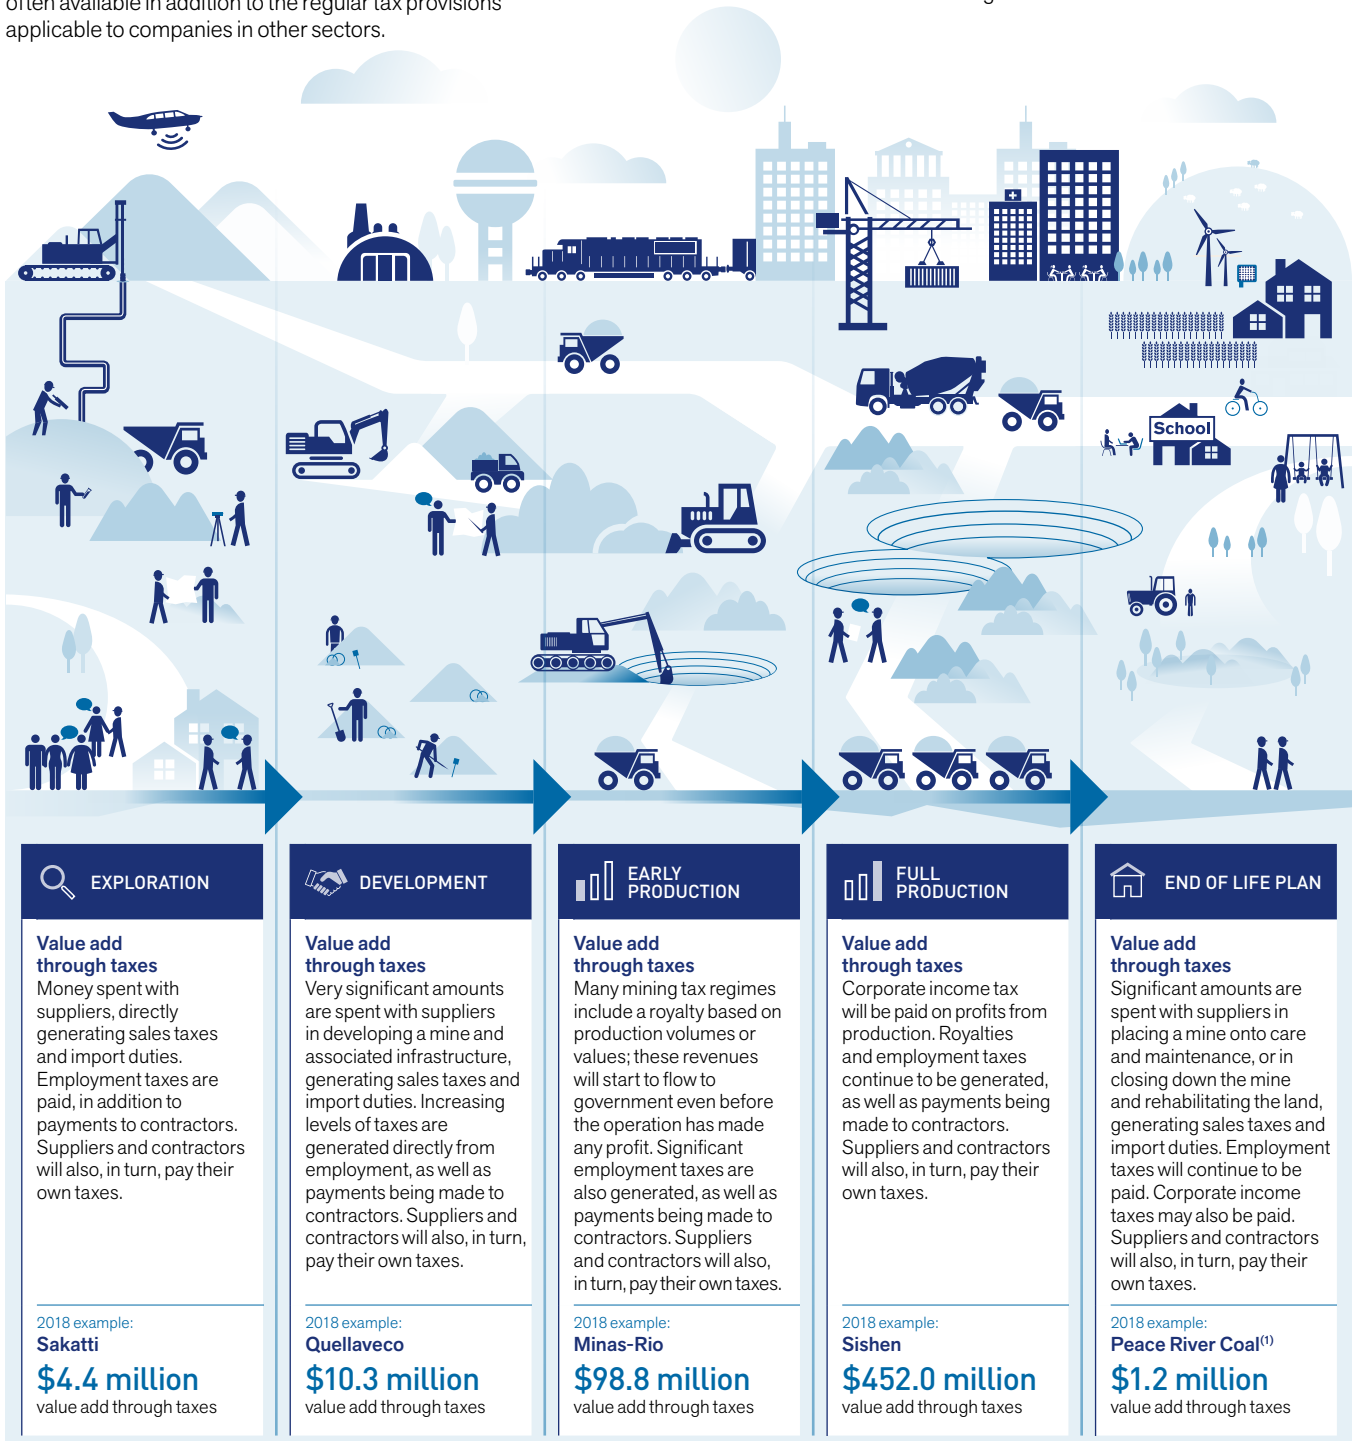 often available in addition to the regular tax provisions
applicable to companies in other sectors.
School
EXPLORATION
Value add
through taxes
Money spent with
suppliers, directly
generating sales taxes
and import duties.
Employment taxes are
paid, in addition to
payments to contractors.
Suppliers and contractors
will also, in turn, pay their
own taxes.
2018 example:
Sakatti
$4.4 million
value add through taxes
DEVELOPMENT
Value add
through taxes
Very significant amounts
are spent with suppliers
in developing a mine and
associated infrastructure,
generating sales taxes and
import duties. Increasing
levels of taxes are
generated directly from
employment, as well as
payments being made to
contractors. Suppliers and
contractors will also, in turn,
pay their own taxes.
2018 example:
Quellaveco
$10.3 million
value add through taxes
EARLY
PRODUCTION
Value add
through taxes
Many mining tax regimes
include a royalty based on
production volumes or
values; these revenues
will start to flow to
government even before
the operation has made
any profit. Significant
employment taxes are
also generated, as well as
payments being made to
contractors. Suppliers
and contractors will also,
in turn, pay their own taxes.
2018 example:
Minas-Rio
$98.8 million
value add through taxes
FULL
PRODUCTION
Value add
through taxes
Corporate income tax
will be paid on profits from
production. Royalties
and employment taxes
continue to be generated,
as well as payments being
made to contractors.
Suppliers and contractors
will also, in turn, pay their
own taxes.
2018 example:
Sishen
$452.0 million
value add through taxes
END OF LIFE PLAN
Value add
through taxes
Significant amounts are
spent with suppliers in
placing a mine onto care
and maintenance, or in
closing down the mine
and rehabilitating the land,
generating sales taxes and
import duties. Employment
taxes will continue to be
paid. Corporate income
taxes may also be paid.
Suppliers and contractors
will also, in turn, pay their
own taxes.
2018 example:
Peace River Coal(1)
$1.2 million
value add through taxes